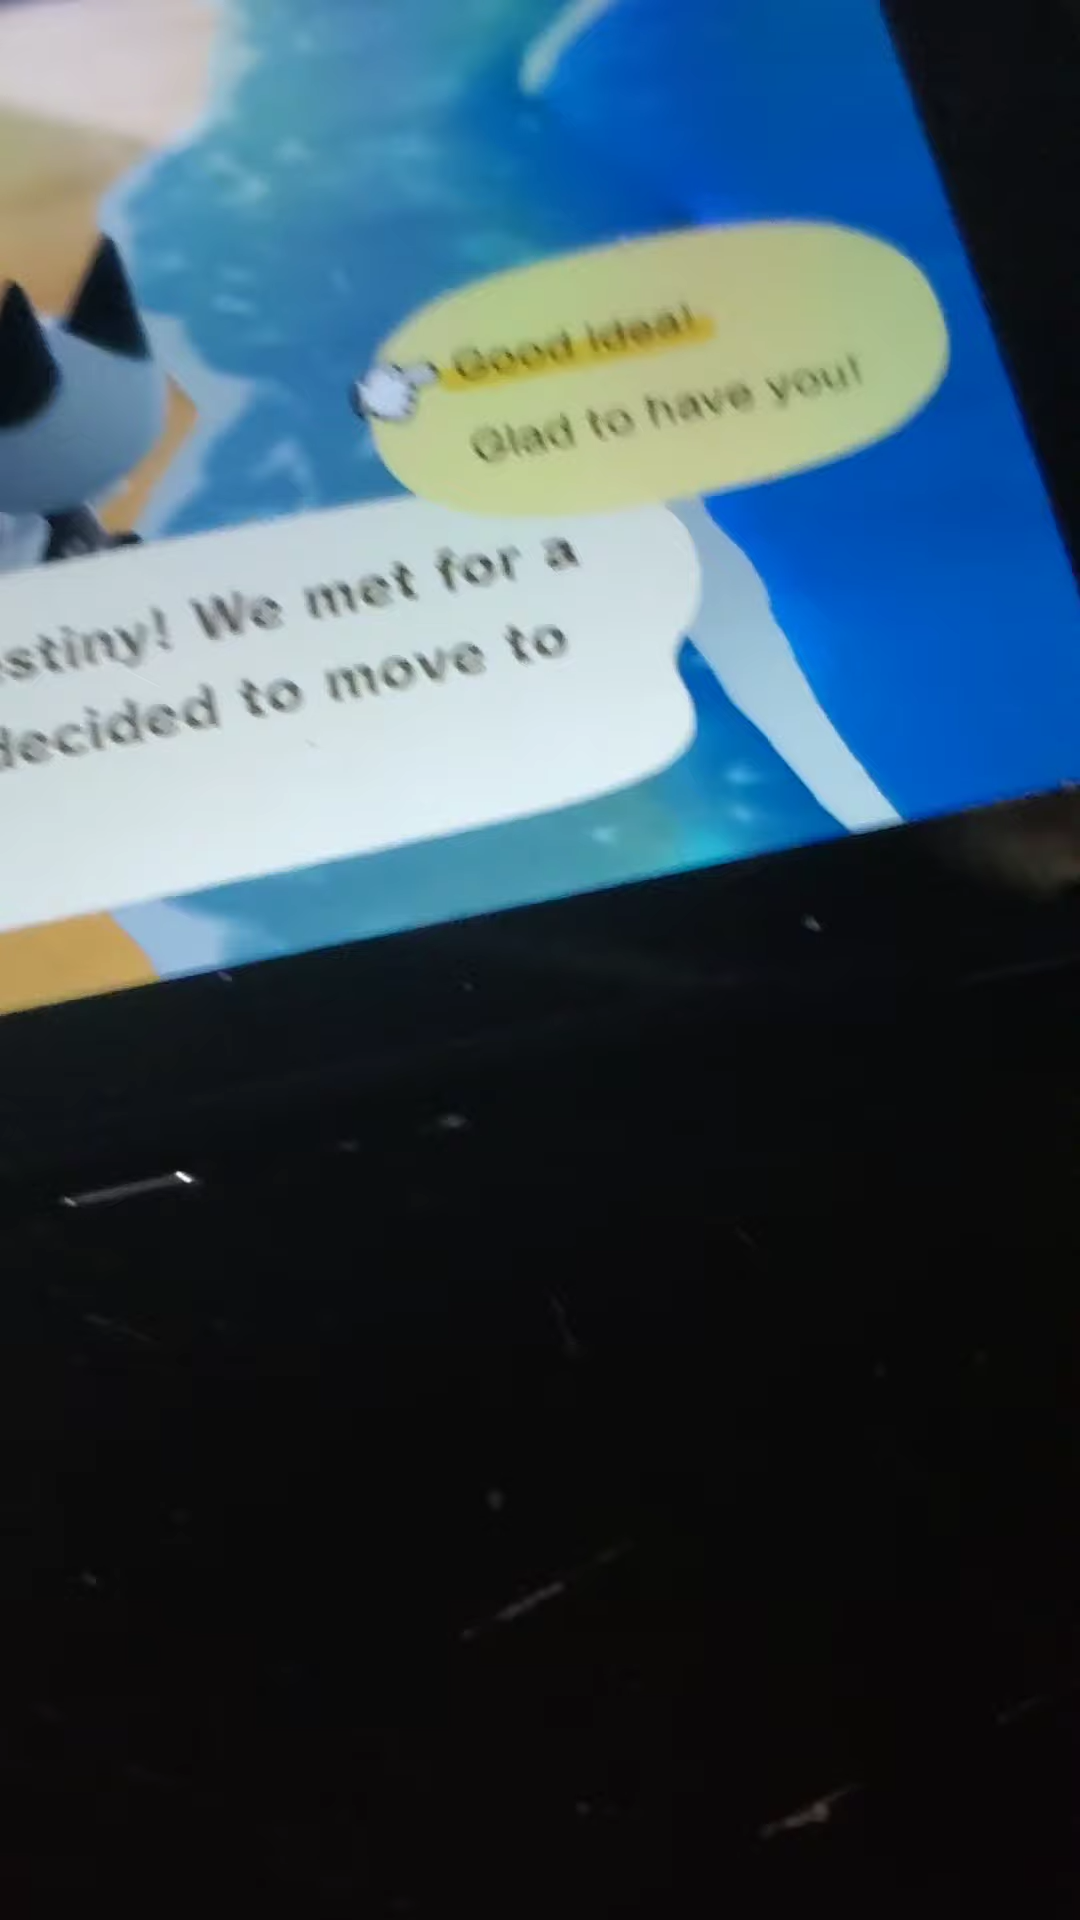 Good idea!
Glad to have you!
stiny! We met for a
decided to move to